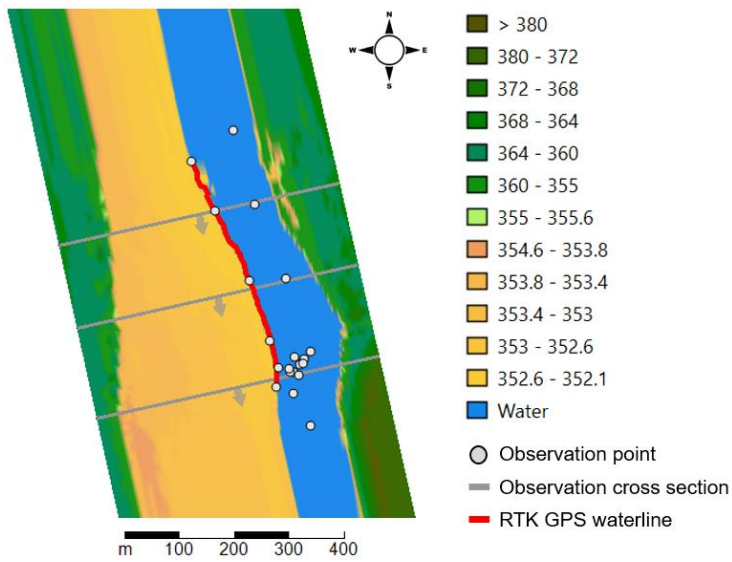 N
W E
S
> 380
380 - 372
372 - 368
368 - 364
364 - 360
360 - 355
355 - 355.6
354.6 - 353.8
353.8 - 353.4
353.4 - 353
353 - 352.6
352.6 - 352.1
Water
Observation point
Observation cross section
RTK GPS waterline
m 100 200 300 400